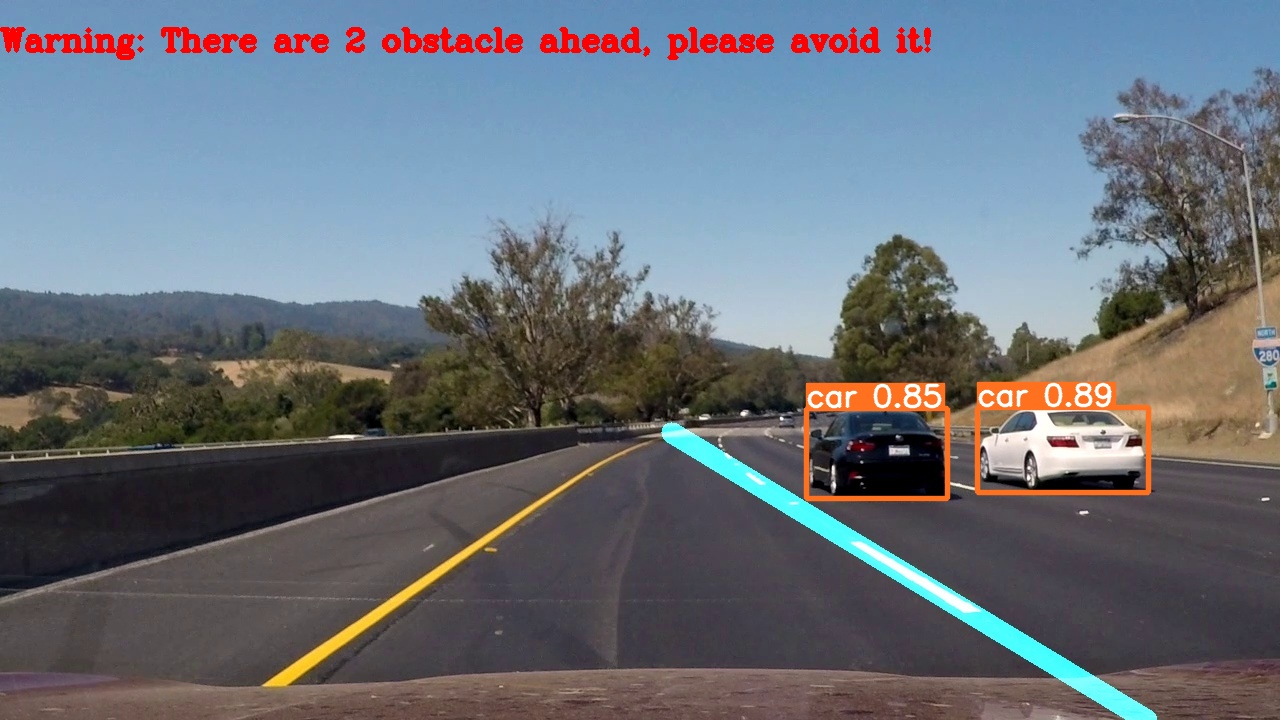 Warning: There are 2 obstacle ahead, please avoid it!
car 0.85
car 0.89
NORTH
280